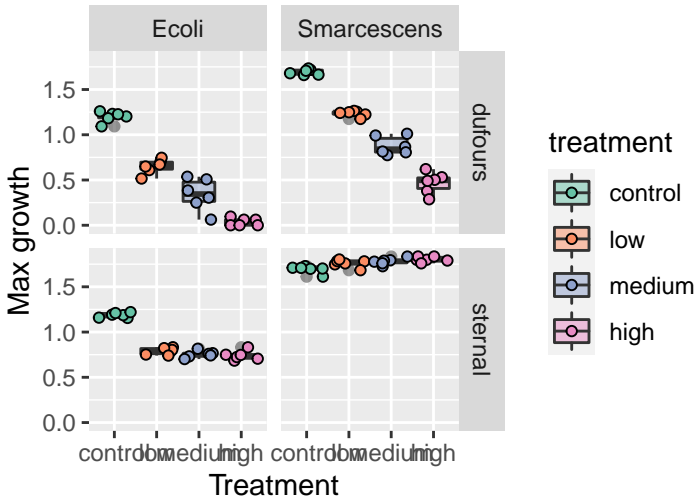 Ecoli Smarcescens
1.5
1.0
0.5
0.0
dufours
1.5
1.0
0.5
0.0
sternal
Max growth
control low medium high control low medium high
Treatment
treatment
control
low
medium
high